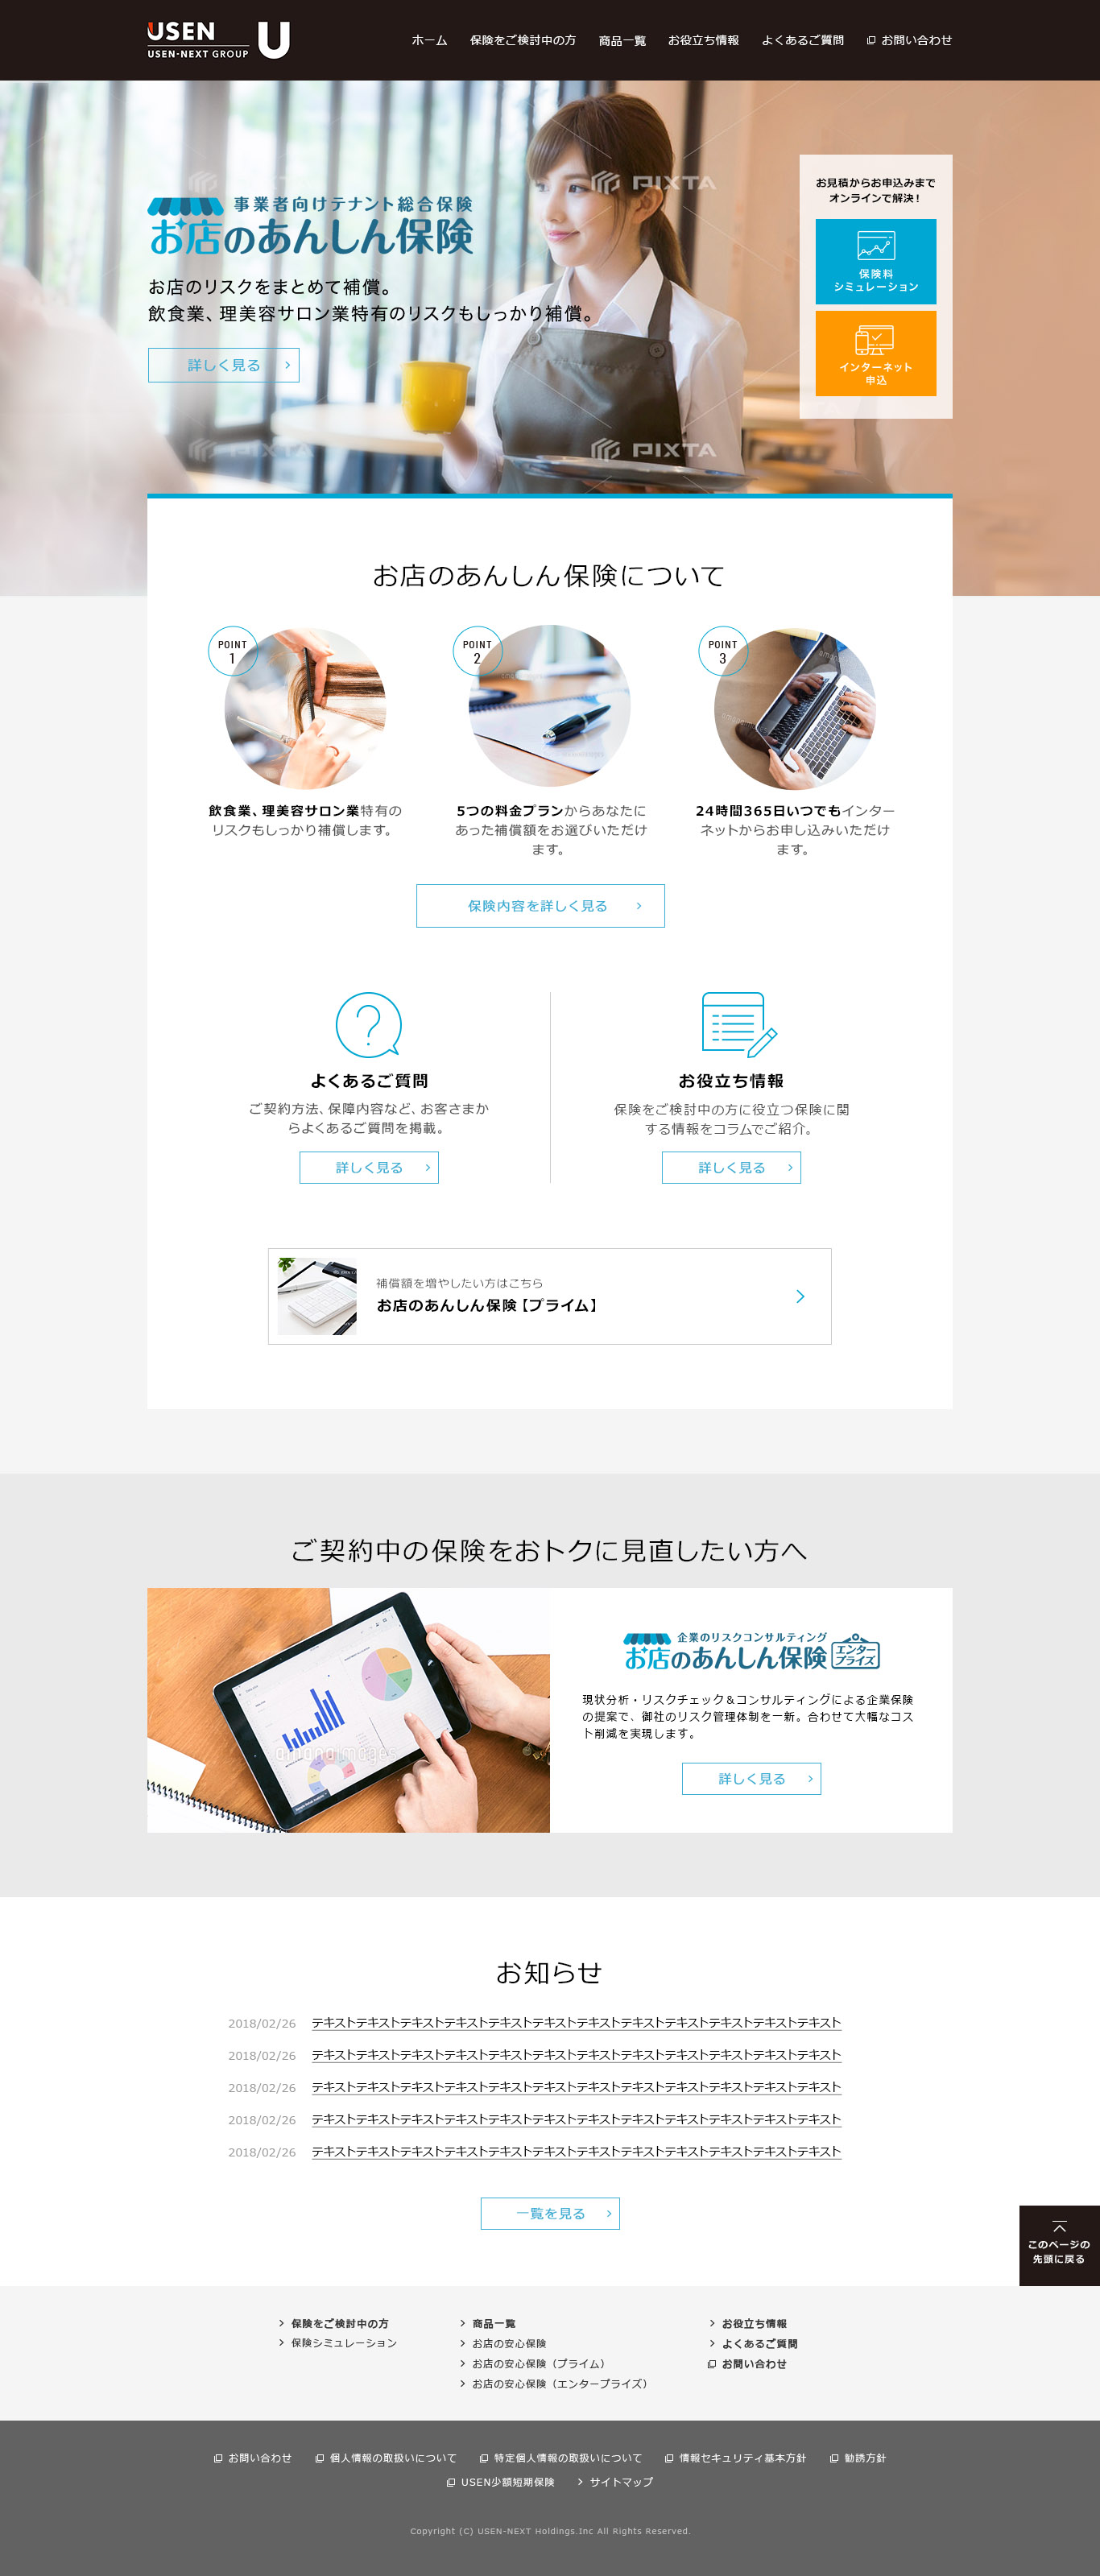 USEN
USEN-NEXT GROUP
U
ホーム
保険をご検討中の方
商品一覧
お役立ち情報
よくあるご質問
お問い合わせ
PIXTA
PIXTA
事業者向けテナント総合保険
お店のあんしん保険
お店のリスクをまとめて補償。
飲食業、理美容サロン業特有のリスクもしっかり補償。
詳しく見る
お見積からお申込みまで
オンラインで解決！
保険料
シミュレーション
インターネット
申込
PIXTA
PIXTA
お店のあんしん保険について
POINT
1
飲食業、理美容サロン業特有の
リスクもしっかり補償します。
POINT
2
5つの料金プランからあなたに
あった補償額をお選びいただけ
ます。
POINT
3
24時間365日いつでもインター
ネットからお申し込みいただけ
ます。
保険内容を詳しく見る
よくあるご質問
ご契約方法、保障内容など、お客さまか
らよくあるご質問を掲載。
詳しく見る
お役立ち情報
保険をご検討中の方に役立つ保険に関
する情報をコラムでご紹介。
詳しく見る
補償額を増やしたい方はこちら
お店のあんしん保険【プライム】
ご契約中の保険をおトクに見直したい方へ
amanaimages
企業のリスクコンサルティング
お店のあんしん保険
エンター
プライズ
現状分析・リスクチェック＆コンサルティングによる企業保険
の提案で、御社のリスク管理体制を一新。合わせて大幅なコス
ト削減を実現します。
詳しく見る
お知らせ
2018/02/26 テキストテキストテキストテキストテキストテキストテキストテキストテキストテキストテキストテキスト
2018/02/26 テキストテキストテキストテキストテキストテキストテキストテキストテキストテキストテキストテキスト
2018/02/26 テキストテキストテキストテキストテキストテキストテキストテキストテキストテキストテキストテキスト
2018/02/26 テキストテキストテキストテキストテキストテキストテキストテキストテキストテキストテキストテキスト
2018/02/26 テキストテキストテキストテキストテキストテキストテキストテキストテキストテキストテキストテキスト
一覧を見る
このページの
先頭に戻る
保険をご検討中の方
保険シミュレーション
商品一覧
お店の安心保険
お店の安心保険（プライム）
お店の安心保険（エンタープライズ）
お役立ち情報
よくあるご質問
お問い合わせ
お問い合わせ
個人情報の取扱いについて
特定個人情報の取扱いについて
情報セキュリティ基本方針
勧誘方針
USEN少額短期保険
サイトマップ
Copyright (C) USEN-NEXT Holdings.Inc All Rights Reserved.